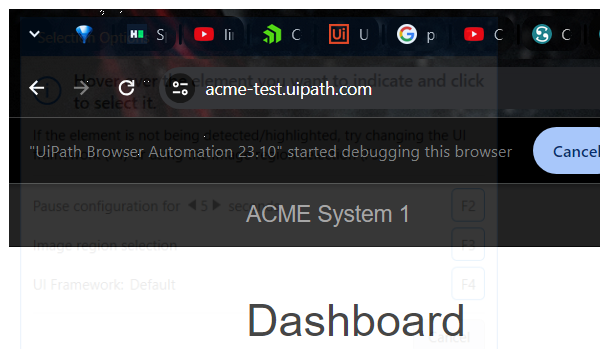 Selection Options
S
li
C
Ui
U
p
C
C
Hover over the element you want to indicate and click
to select it.
acme-test.uipath.com
If the element is not being detected/highlighted, try changing the UI
"UiPath Browser Automation 23.10" started debugging this browser
Cancel
Pause configuration for 5 seconds
F2
ACME System 1
Image region selection
F3
UI Framework: Default
F4
Dashboard
Cancel